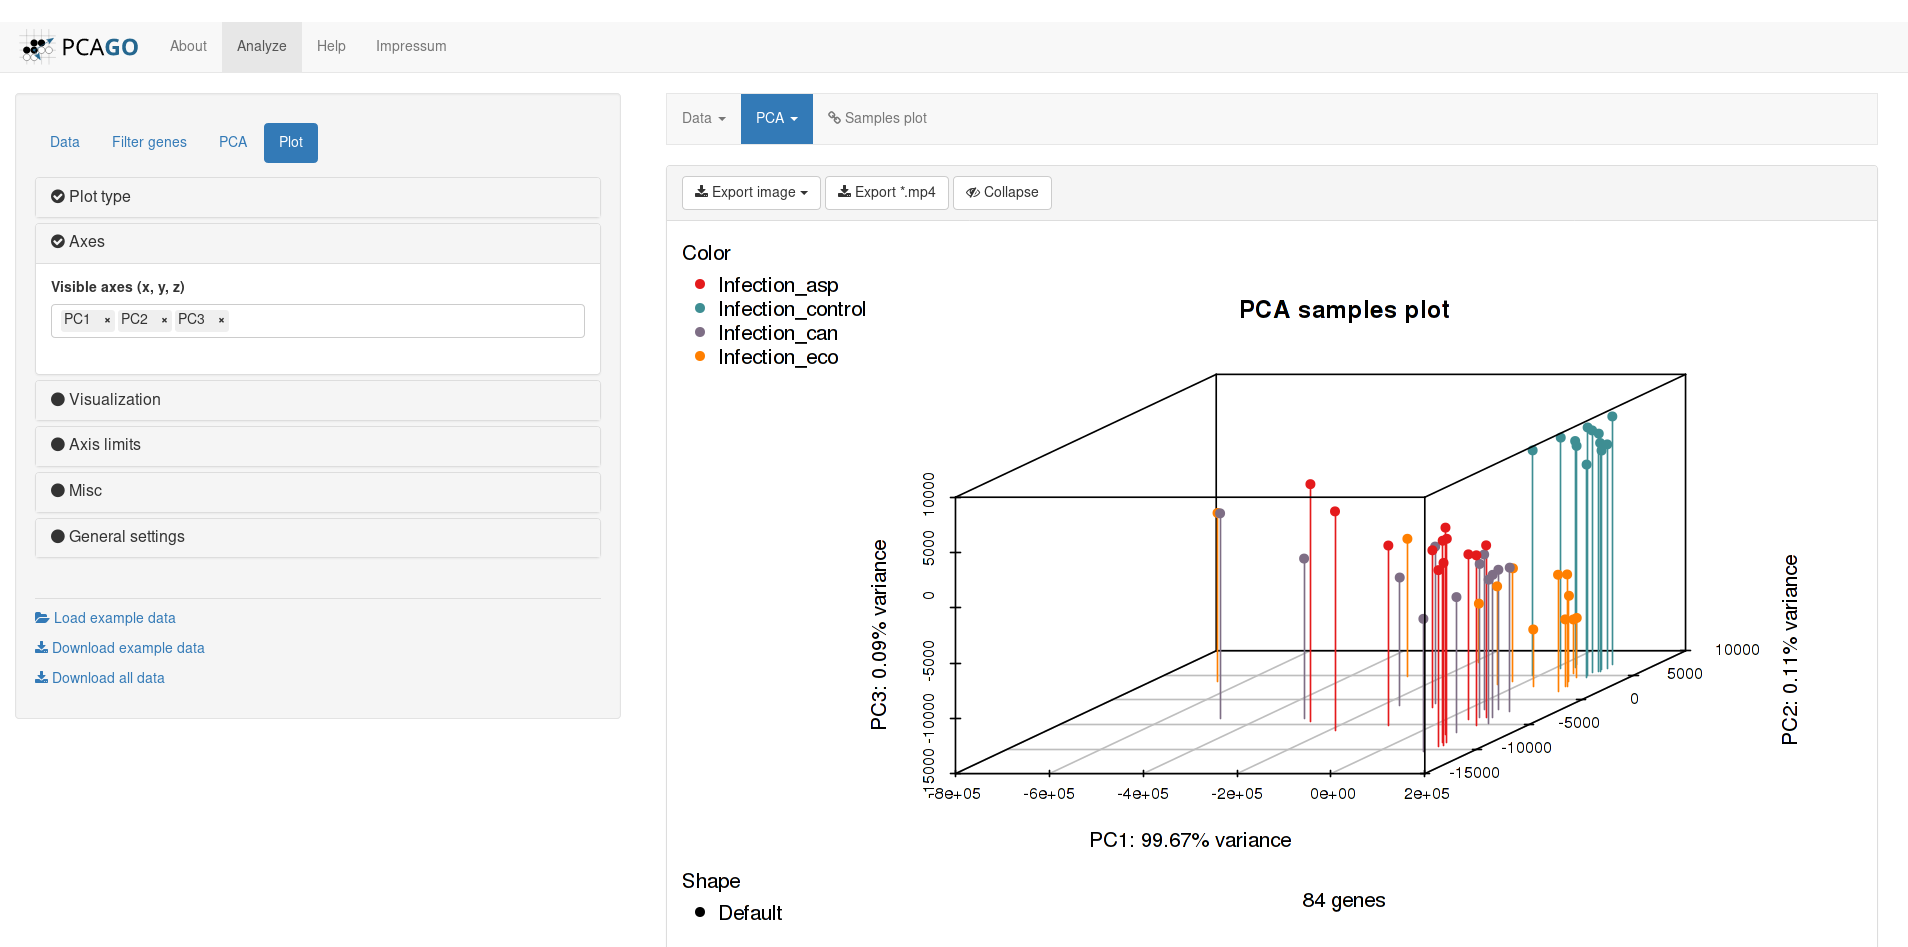 PCAGO About Analyze Help Impressum
Data Filter genes PCA Plot
Plot type
Axes
Visible axes (x, y, z)
PC1 × PC2 × PC3 ×
Visualization
Axis limits
Misc
General settings
Load example data
Download example data
Download all data
Data PCA Samples plot
Export image Export *.mp4 Collapse
Color
Infection_asp
Infection_control
Infection_can
Infection_eco
PCA samples plot
PC3: 0.09% variance
10000
5000
0
-5000
-10000
-15000
-8e+05 -6e+05 -4e+05 -2e+05 0e+00 2e+05
PC1: 99.67% variance
-15000
-10000
-5000
0
5000
10000
PC2: 0.11% variance
Shape
Default
84 genes